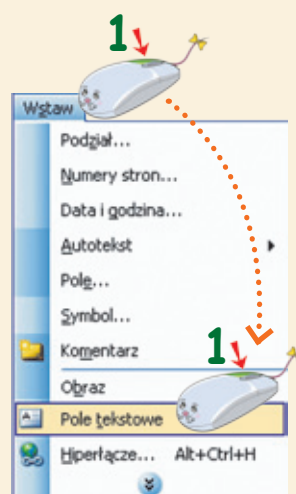 1
Wstaw
Podział...
Numery stron...
Data i godzina...
Autotekst
Pole...
Symbol...
Komentarz
1
Obraz
Pole tekstowe
Hiperłącze... Alt+Ctrl+H